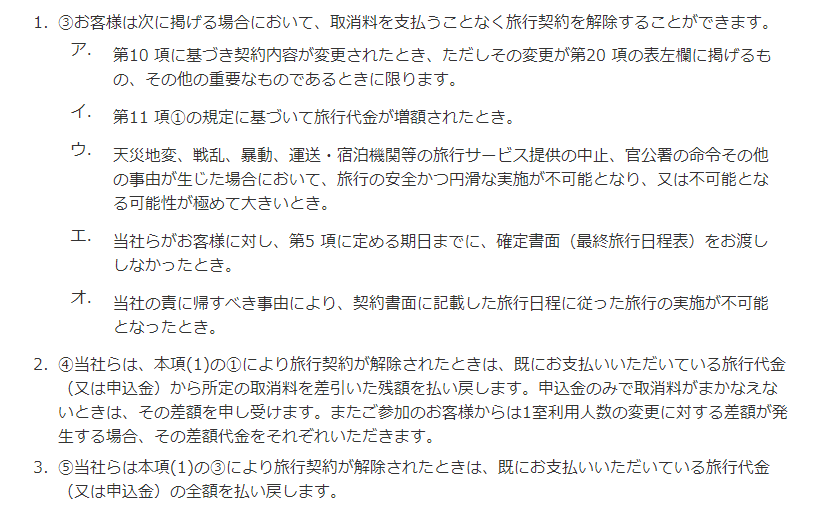 1. ③お客様は次に掲げる場合において、取消料を支払うことなく旅行契約を解除することができます。
ア. 第10 項に基づき契約内容が変更されたとき、ただしその変更が第20 項の表左欄に掲げるも
の、その他の重要なものであるときに限ります。
イ. 第11 項①の規定に基づいて旅行代金が増額されたとき。
ウ. 天災地変、戦乱、暴動、運送・宿泊機関等の旅行サービス提供の中止、官公署の命令その他
の事由が生じた場合において、旅行の安全かつ円滑な実施が不可能となり、又は不可能とな
る可能性が極めて大きいとき。
エ. 当社らがお客様に対し、第5 項に定める期日までに、確定書面（最終旅行日程表）をお渡し
しなかったとき。
オ. 当社の責に帰すべき事由により、契約書面に記載した旅行日程に従った旅行の実施が不可能
となったとき。
2. ④当社らは、本項(1)の①により旅行契約が解除されたときは、既にお支払いいただいている旅行代金
（又は申込金）から所定の取消料を差引いた残額を払い戻します。申込金のみで取消料がまかなえな
いときは、その差額を申し受けます。またご参加のお客様からは1室利用人数の変更に対する差額が発
生する場合、その差額代金をそれぞれいただきます。
3. ⑤当社らは本項(1)の③により旅行契約が解除されたときは、既にお支払いいただいている旅行代金
（又は申込金）の全額を払い戻します。